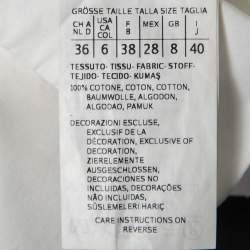 GRÖSSE TAILLE TALLA SIZE TAGLIA
CH A NL D USA CA CO F B MEX GB I J
36 6 38 28 8 40
TESSUTO- TISSU- FABRIC- STOFF-
TEJIDO- TECIDO- KUMAŞ
100% COTONE, COTON, COTTON,
BAUMWOLLE, ALGODON,
ALGODAO, PAMUK
DECORAZIONI ESCLUSE,
EXCLUSIF DE LA
DÉCORATION, EXCLUSIVE OF
DECORATION,
ZIERELEMENTE
AUSGESCHLOSSEN,
DECORACIONES NO
INCLUIDAS, DECORAÇÕES
NÃO INCLUIDAS,
SÜSLEMELERI HARIÇ
CARE INSTRUCTIONS ON
REVERSE